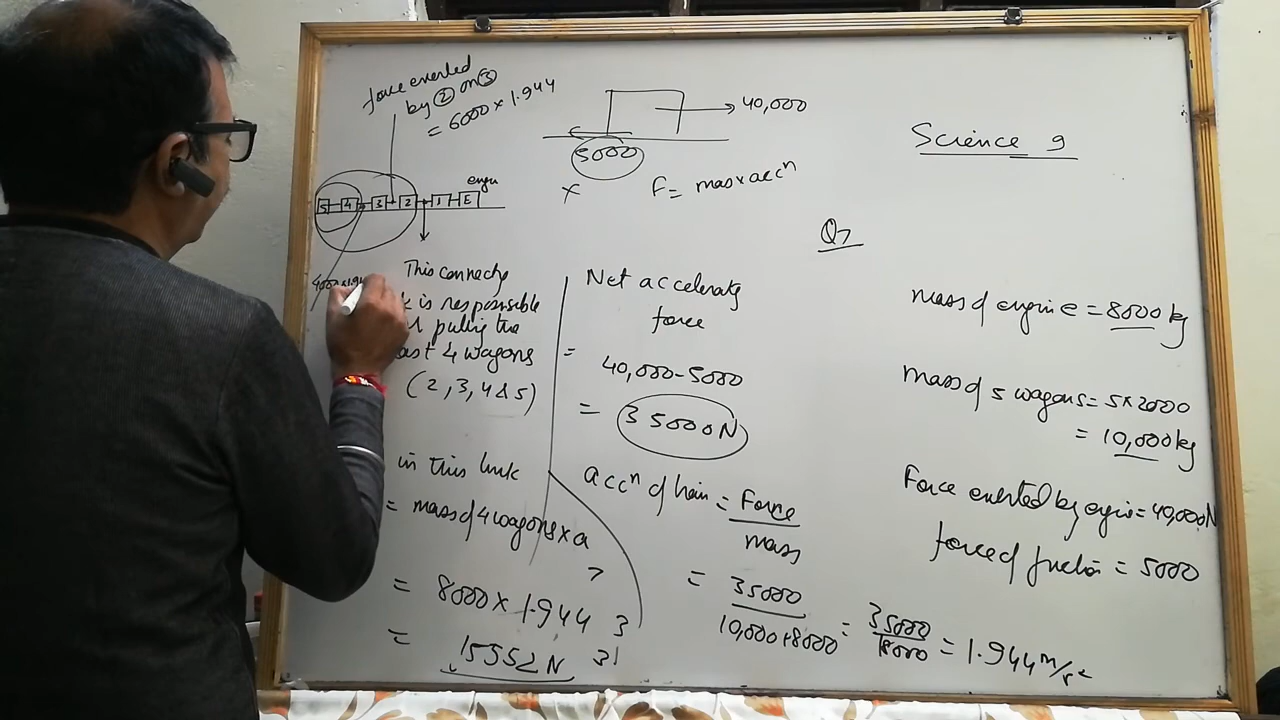 Science 9
Q7
mass of engine = 8000 kg
mass of 5 wagons = 5×2000
= 10,000 kg
Force exerted by engine = 40,000N
force of friction = 5000
40,000
5000
F = mas×accⁿ
Net accelerating
force
= 40,000-5000
= 35000N
accⁿ of train = Force
mass
= 35000
10,000+8000
= 35000
18000
= 1.944 m/s²
force exerted
by ② on ③
= 6000 × 1.944
engn
5 4 3 2 1 E
This connecting
is responsible
pulling the
last 4 wagons
(2,3,4 & 5)
in this link
= mass of 4 wagons × a
= 8000 × 1.944
= 15552 N